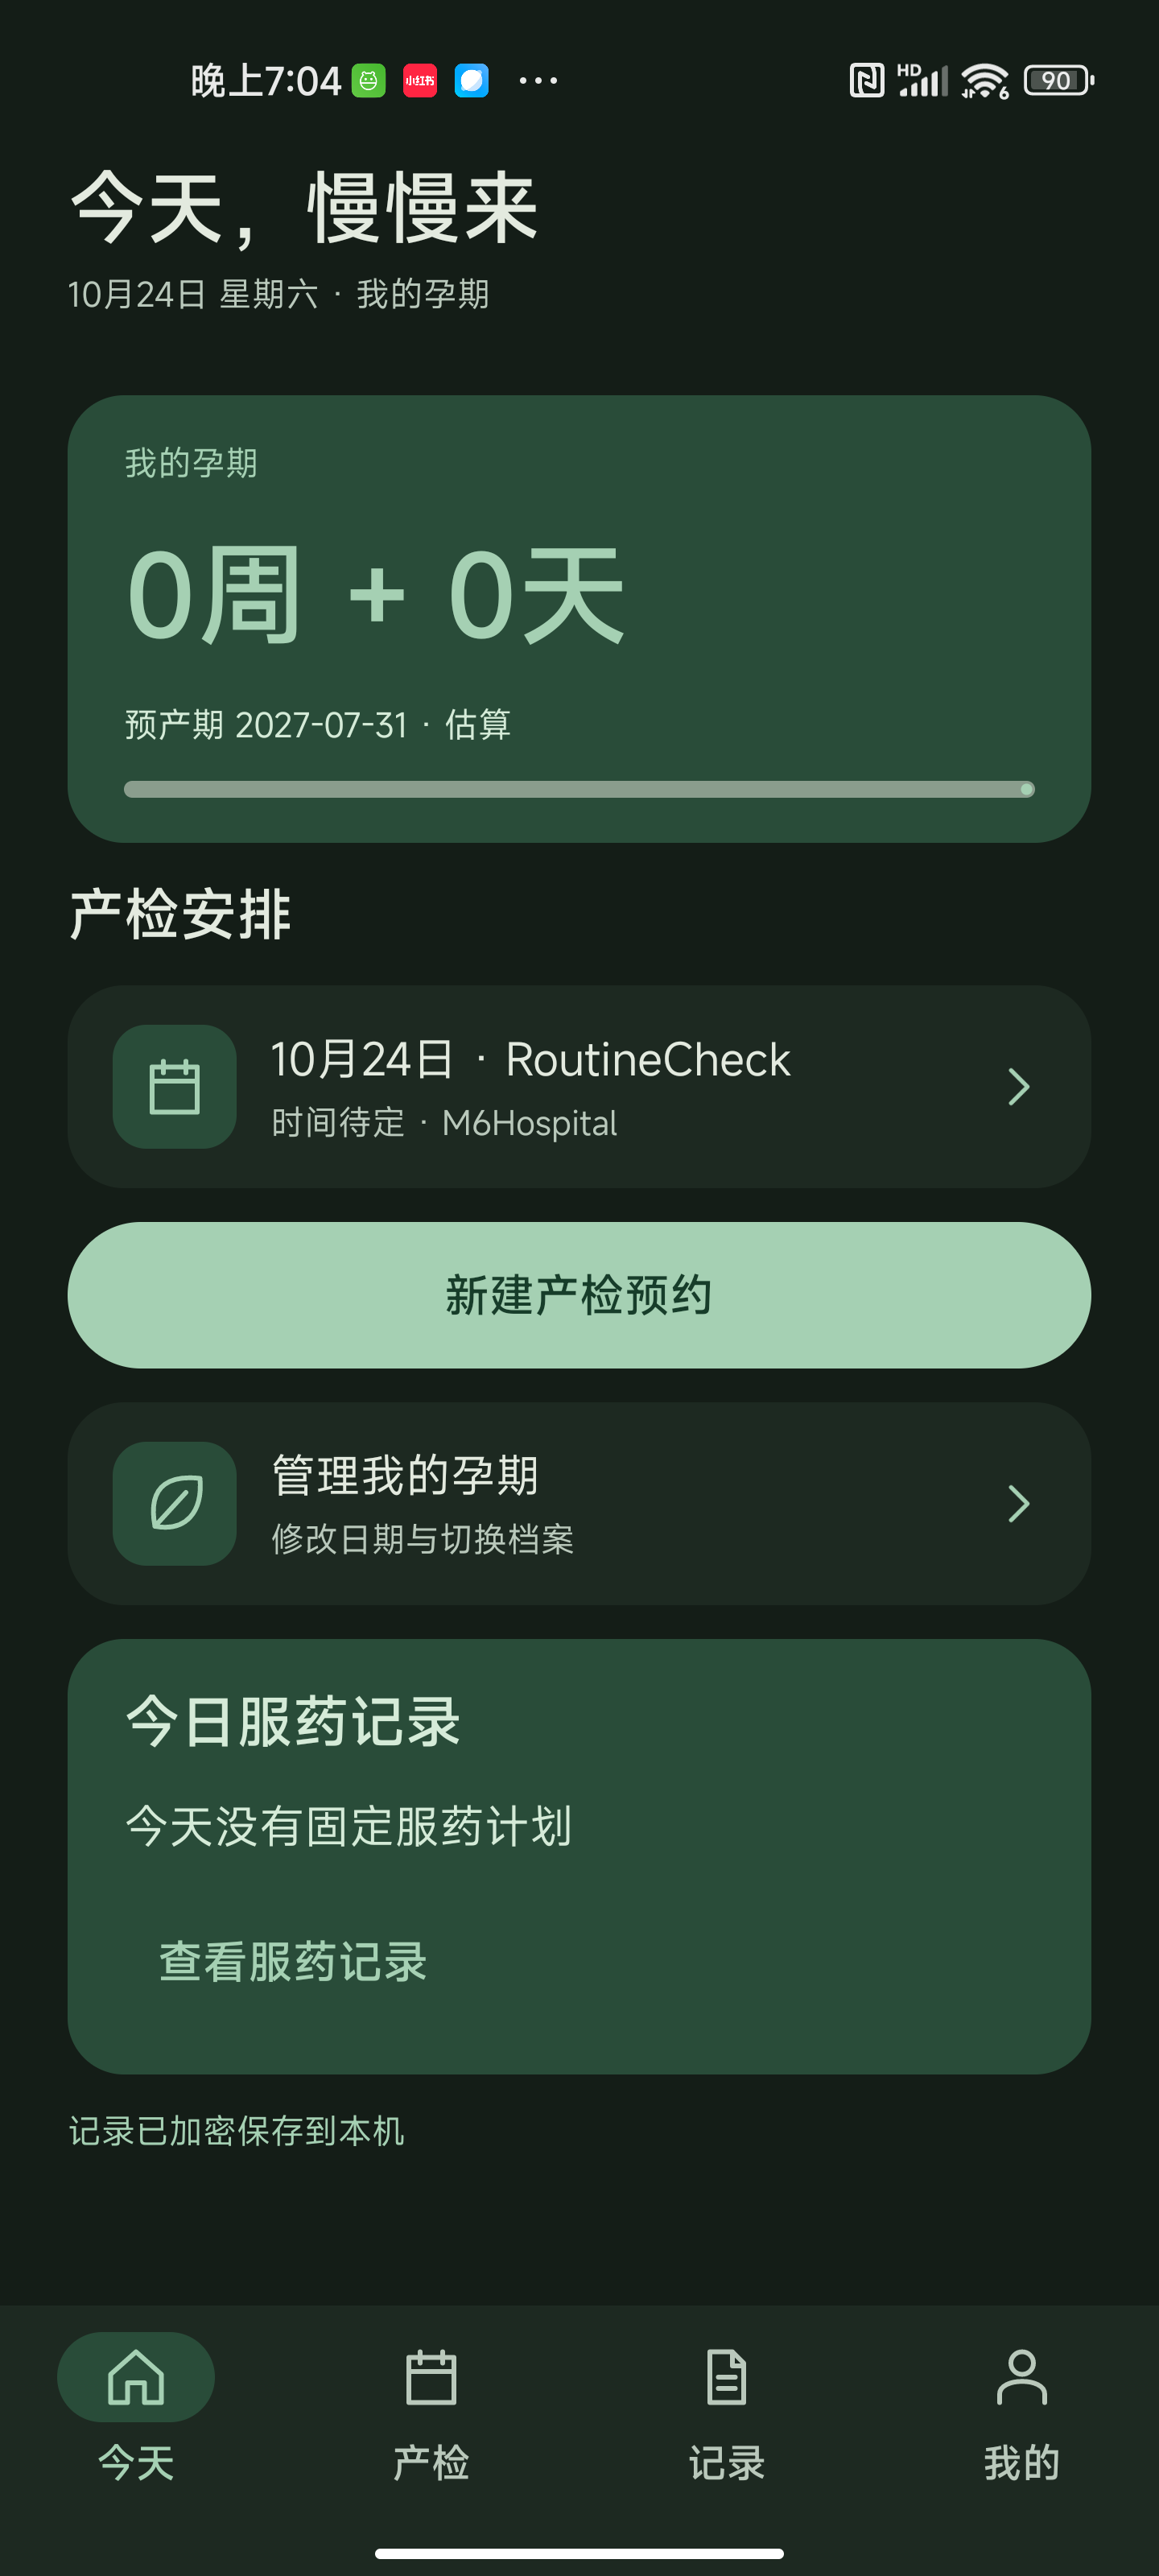 晚上7:04 小红书 ··· HD 6 90
今天，慢慢来
10月24日 星期六 · 我的孕期
我的孕期
0周 + 0天
预产期 2027-07-31 · 估算
产检安排
10月24日 · RoutineCheck
时间待定 · M6Hospital
新建产检预约
管理我的孕期
修改日期与切换档案
今日服药记录
今天没有固定服药计划
查看服药记录
记录已加密保存到本机
今天 产检 记录 我的